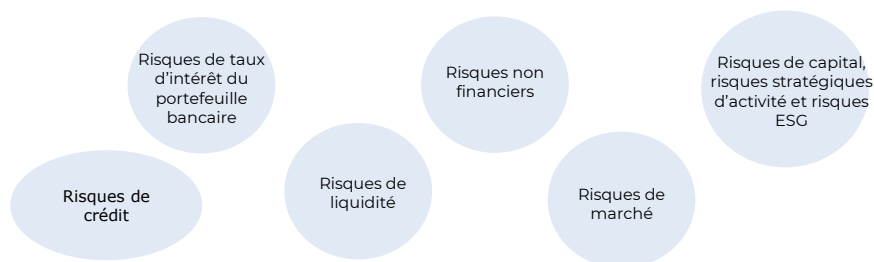 Risques de taux
d’intérêt du
portefeuille
bancaire
Risques non
financiers
Risques de capital,
risques stratégiques
d’activité et risques
ESG
Risques de
crédit
Risques de
liquidité
Risques de
marché